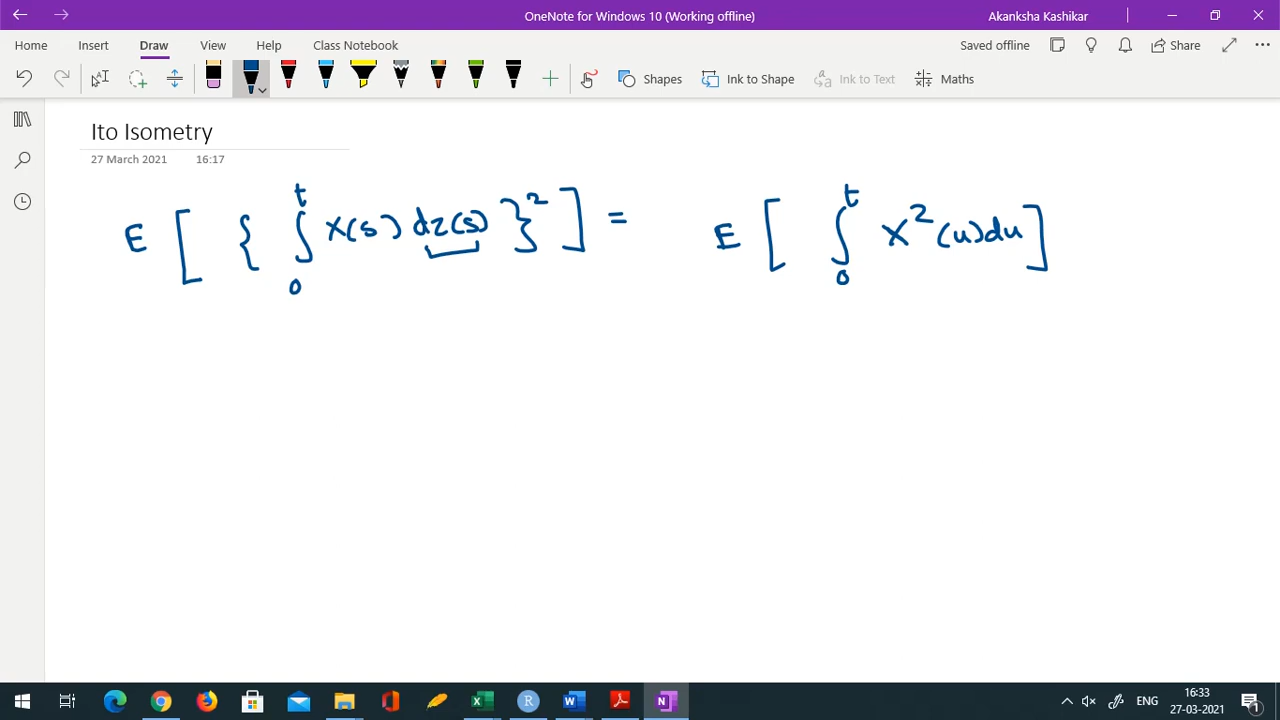 OneNote for Windows 10 (Working offline)
Akanksha Kashikar
Home Insert Draw View Help Class Notebook
Saved offline Share
Shapes Ink to Shape Ink to Text Maths
Ito Isometry
27 March 2021 16:17
E [ { ∫₀ᵗ x(s) dz(s) }² ] = E [ ∫₀ᵗ x²(u)du ]
ENG 16:33
27-03-2021